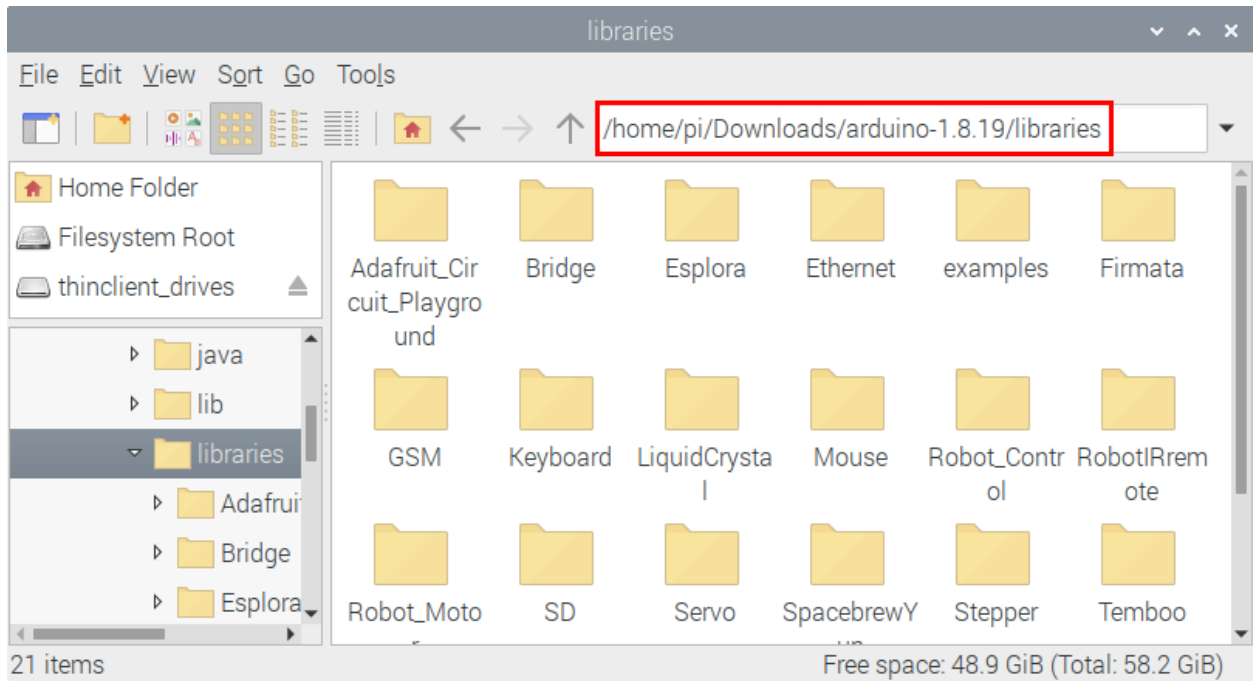 libraries
File Edit View Sort Go Tools
/home/pi/Downloads/arduino-1.8.19/libraries
Home Folder
Filesystem Root
thinclient_drives
java
lib
libraries
Adafrui
Bridge
Esplora
Adafruit_Cir
cuit_Playgro
und
Bridge
Esplora
Ethernet
examples
Firmata
GSM
Keyboard
LiquidCrysta
l
Mouse
Robot_Contr
ol
RobotIRrem
ote
Robot_Moto
SD
Servo
SpacebrewY
Stepper
Temboo
21 items
Free space: 48.9 GiB (Total: 58.2 GiB)